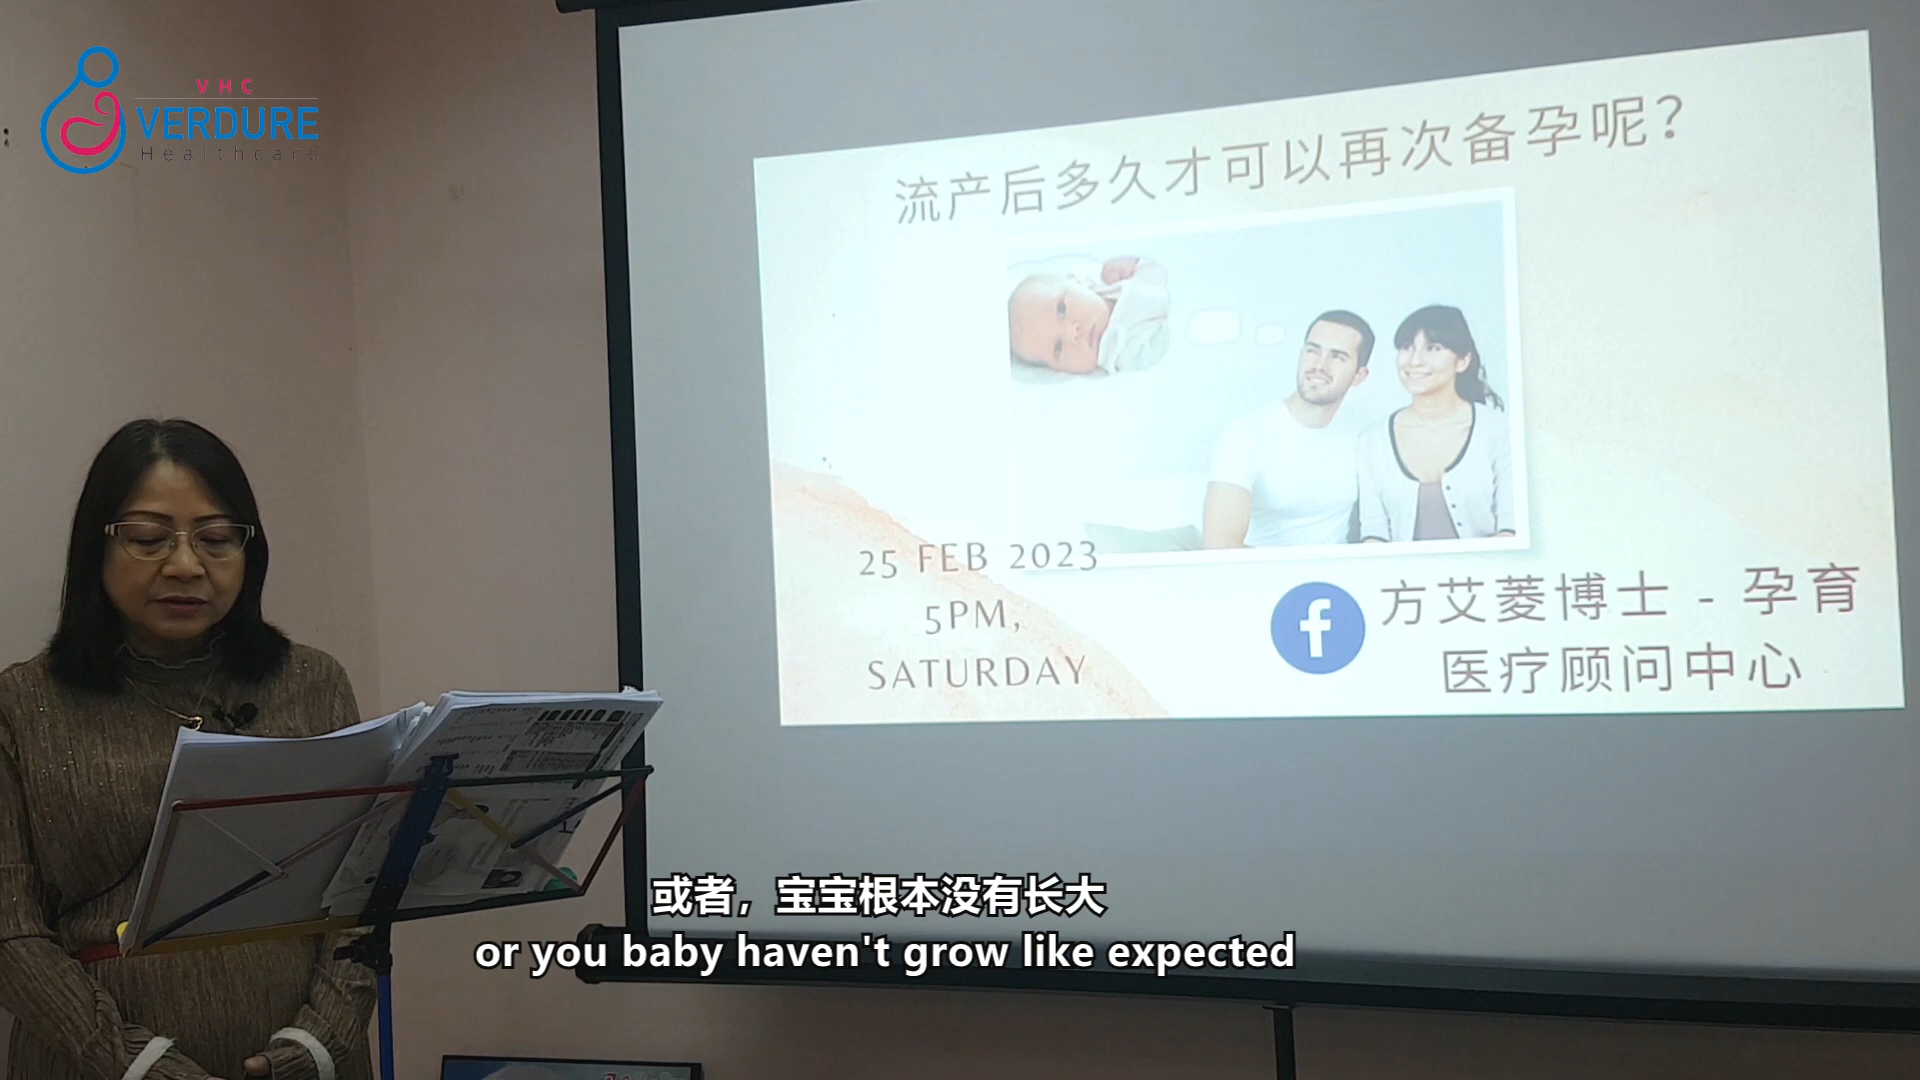 VHC
VERDURE
Healthcare
流产后多久才可以再次备孕呢?
25 FEB 2023
5PM,
SATURDAY
方艾菱博士 - 孕育
医疗顾问中心
或者，宝宝根本没有长大
or you baby haven't grow like expected